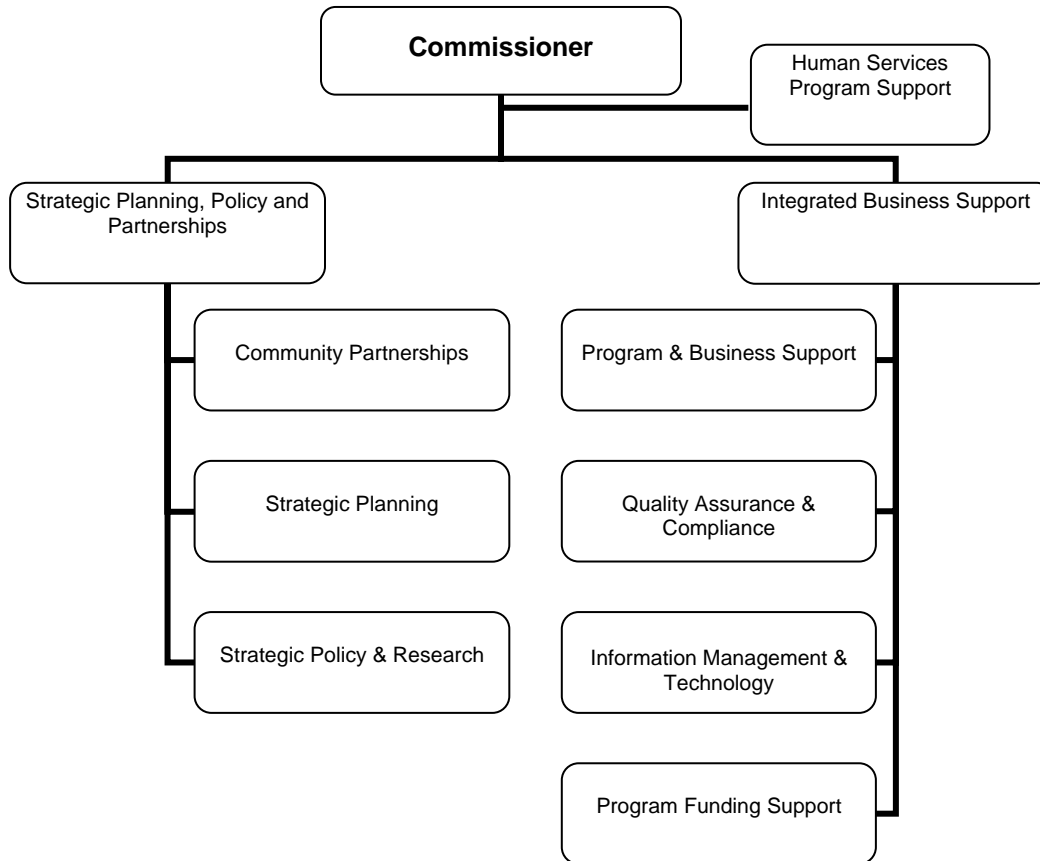 Commissioner
Human Services
Program Support
Strategic Planning, Policy and
Partnerships
Integrated Business Support
Community Partnerships
Program & Business Support
Strategic Planning
Quality Assurance &
Compliance
Strategic Policy & Research
Information Management &
Technology
Program Funding Support